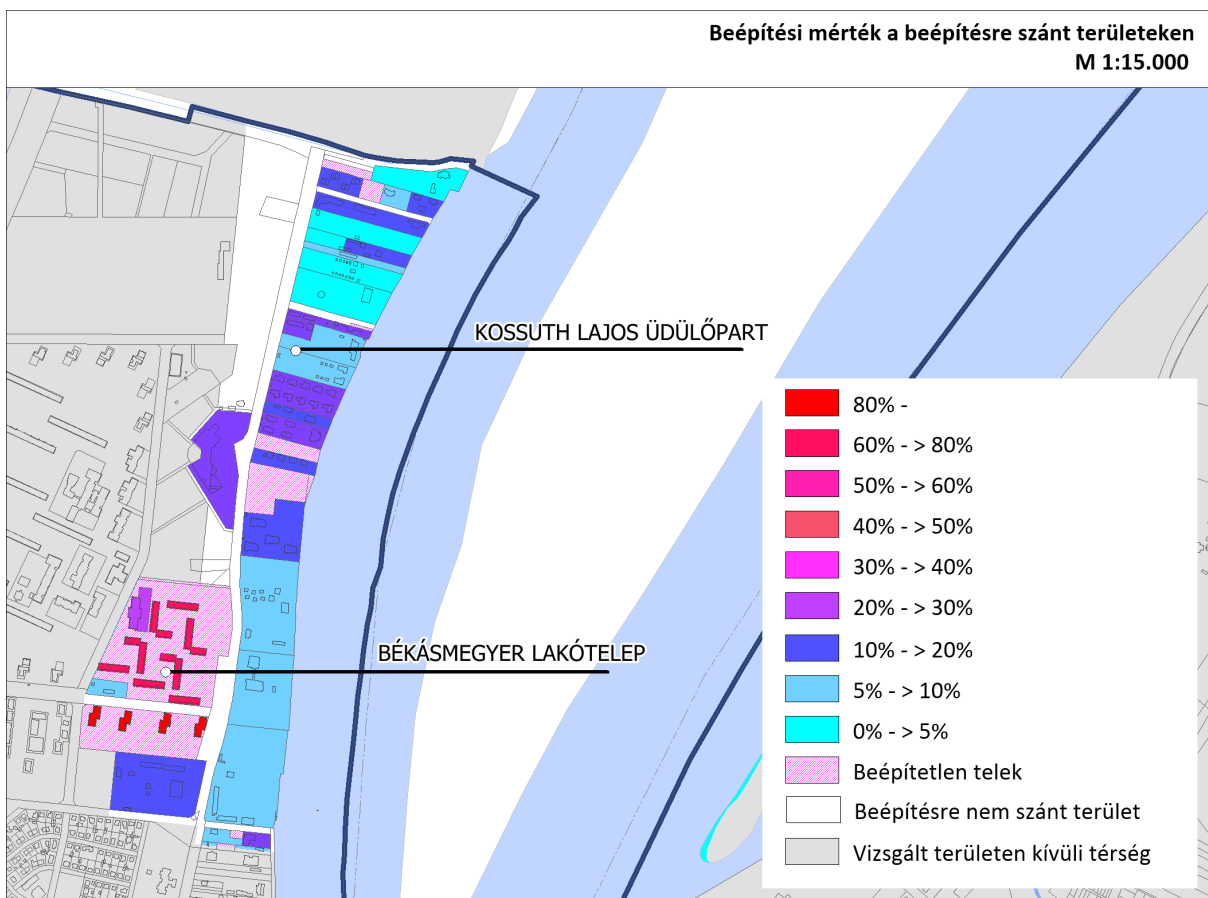 Beépítési mérték a beépítésre szánt területeken
M 1:15.000
KOSSUTH LAJOS ÜDÜLŐPART
BÉKÁSMEGYER LAKÓTELEP
80% -
60% - > 80%
50% - > 60%
40% - > 50%
30% - > 40%
20% - > 30%
10% - > 20%
5% - > 10%
0% - > 5%
Beépítetlen telek
Beépítésre nem szánt terület
Vizsgált területen kívüli térség